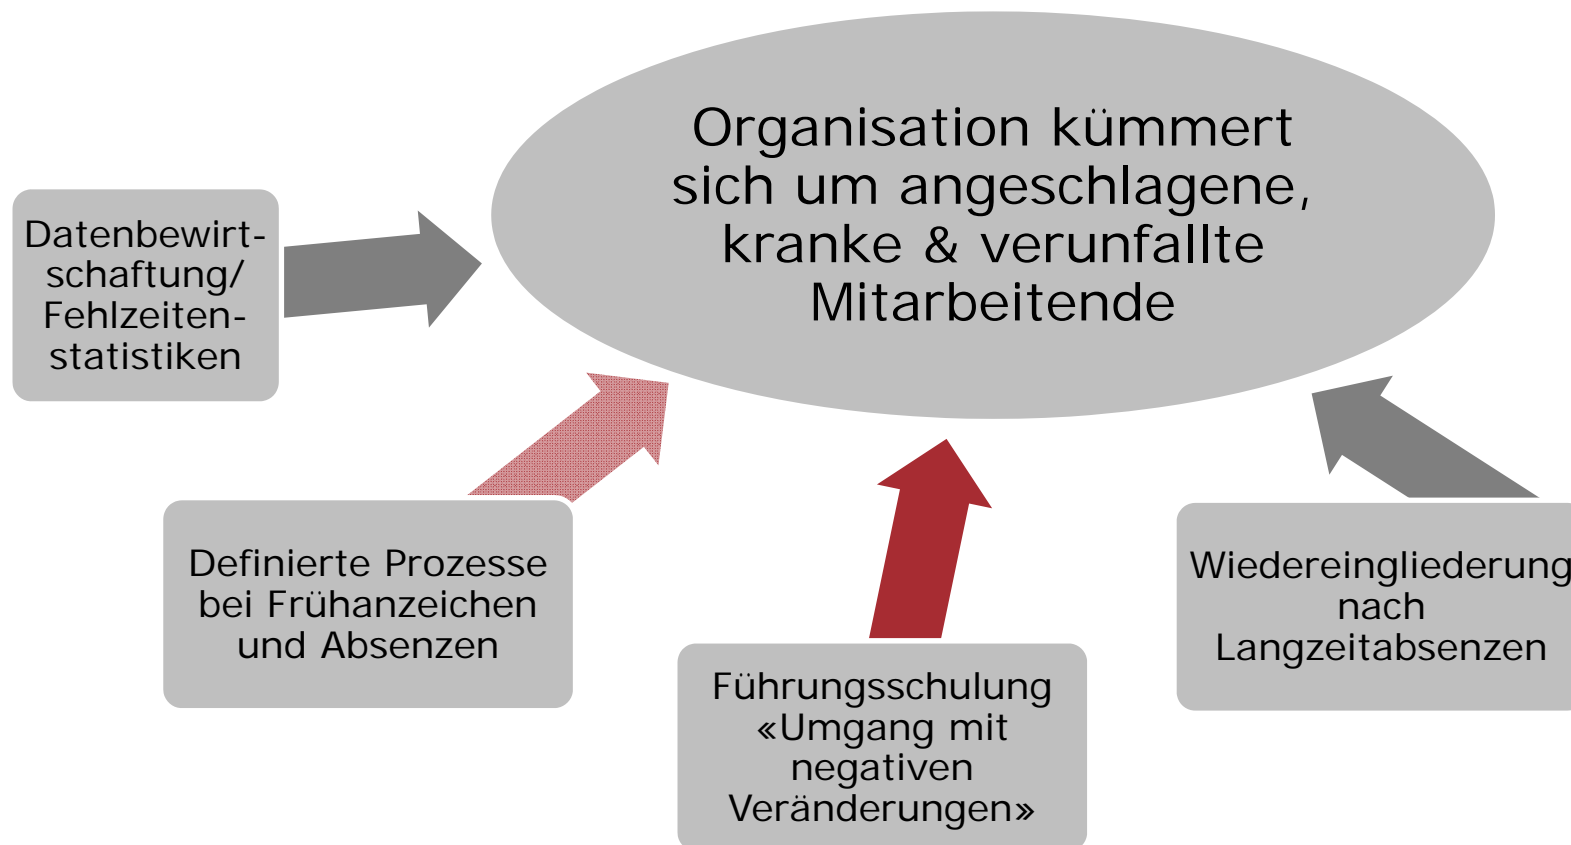 Organisation kümmert
sich um angeschlagene,
kranke & verunfallte
Mitarbeitende
Datenbewirt-
schaftung/
Fehlzeiten-
statistiken
Definierte Prozesse
bei Frühanzeichen
und Absenzen
Führungsschulung
«Umgang mit
negativen
Veränderungen»
Wiedereingliederung
nach
Langzeitabsenzen